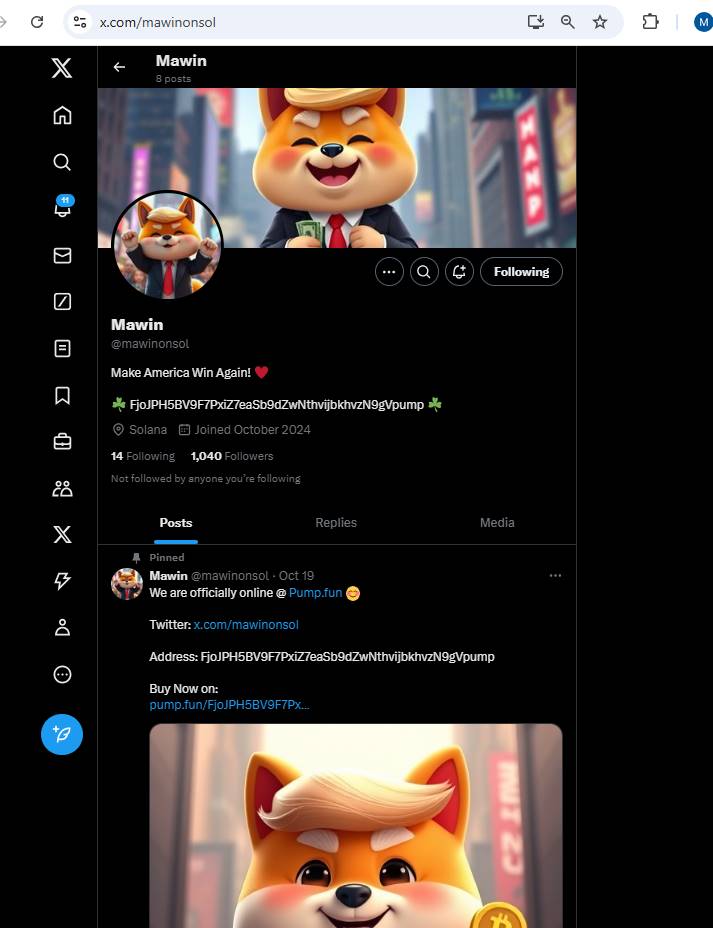 x.com/mawinonsol
M
Mawin
8 posts
HANP
11
Following
Mawin
@mawinonsol
Make America Win Again! ♥️
☘️ FjoJPH5BV9F7PxiZ7eaSb9dZwNthvijbkhvzN9gVpump ☘️
Solana Joined October 2024
14 Following 1,040 Followers
Not followed by anyone you're following
Posts Replies Media
Pinned
Mawin @mawinonsol · Oct 19
We are officially online @ Pump.fun 😊
Twitter: x.com/mawinonsol
Address: FjoJPH5BV9F7PxiZ7eaSb9dZwNthvijbkhvzN9gVpump
Buy Now on:
pump.fun/FjoJPH5BV9F7Px...